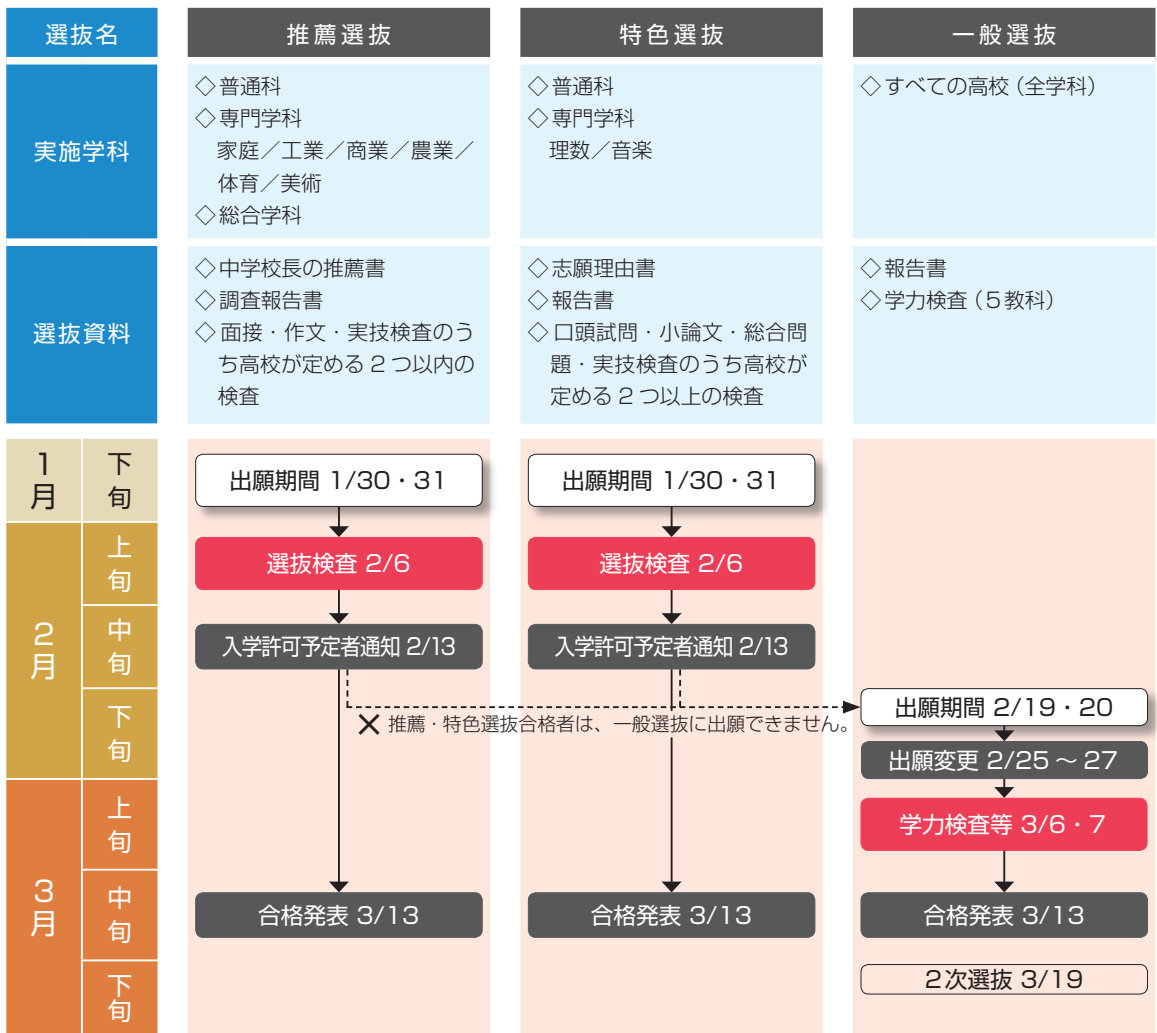 選抜名
推薦選抜
特色選抜
一般選抜
実施学科
◇普通科
◇専門学科
家庭／工業／商業／農業／
体育／美術
◇総合学科
◇普通科
◇専門学科
理数／音楽
◇すべての高校（全学科）
選抜資料
◇中学校長の推薦書
◇調査報告書
◇面接・作文・実技検査のう
ち高校が定める2つ以内の
検査
◇志願理由書
◇報告書
◇口頭試問・小論文・総合問
題・実技検査のうち高校が
定める2つ以上の検査
◇報告書
◇学力検査（5教科）
1月
下旬
出願期間 1/30・31
出願期間 1/30・31
2月
上旬
選抜検査 2/6
選抜検査 2/6
中旬
入学許可予定者通知 2/13
入学許可予定者通知 2/13
下旬
✕ 推薦・特色選抜合格者は、一般選抜に出願できません。
出願期間 2/19・20
出願変更 2/25～27
3月
上旬
学力検査等 3/6・7
中旬
合格発表 3/13
合格発表 3/13
合格発表 3/13
下旬
2次選抜 3/19